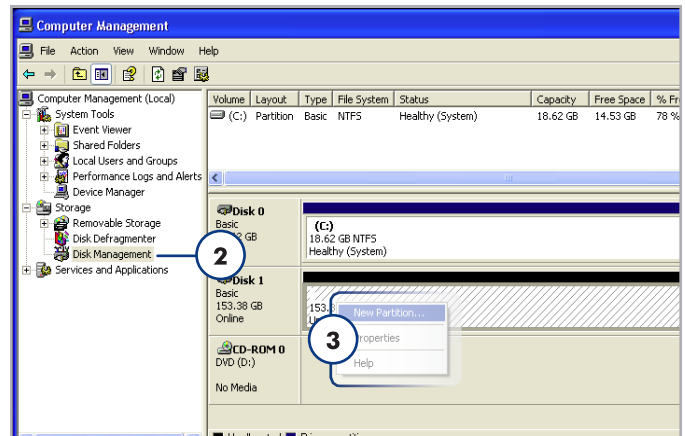 Computer Management
File Action View Window Help
Computer Management (Local)
System Tools
Event Viewer
Shared Folders
Local Users and Groups
Performance Logs and Alerts
Device Manager
Storage
Removable Storage
Disk Defragmenter
Disk Management
Services and Applications
2
Volume Layout Type File System Status Capacity Free Space
(C:) Partition Basic NTFS Healthy (System) 18.62 GB 14.53 GB 78 %
Disk 0
Basic
GB
(C:)
18.62 GB NTFS
Healthy (System)
Disk 1
Basic
153.38 GB
Online
New Partition...
Properties
Help
3
CD-ROM 0
DVD (D:)
No Media